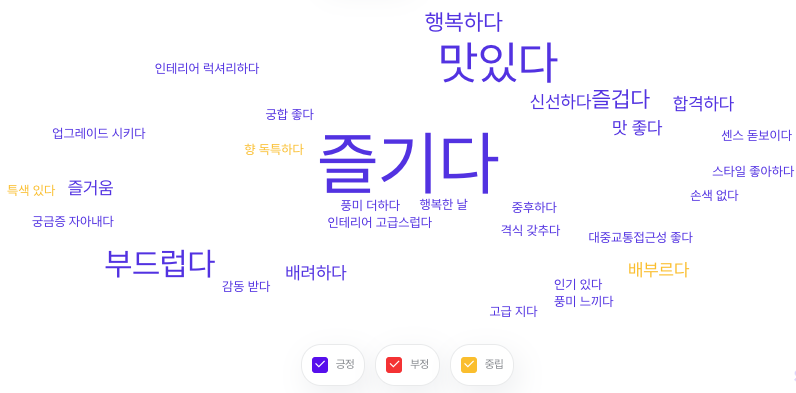 행복하다
맛있다
인테리어 럭셔리하다
신선하다
즐겁다
합격하다
궁합 좋다
맛 좋다
업그레이드 시키다
센스 돋보이다
향 독특하다
즐기다
스타일 좋아하다
특색 있다
즐거움
손색 없다
풍미 더하다
행복한 날
중후하다
궁금증 자아내다
인테리어 고급스럽다
격식 갖추다
대중교통접근성 좋다
부드럽다
배려하다
배부르다
감동 받다
인기 있다
풍미 느끼다
고급 지다
긍정
부정
중립